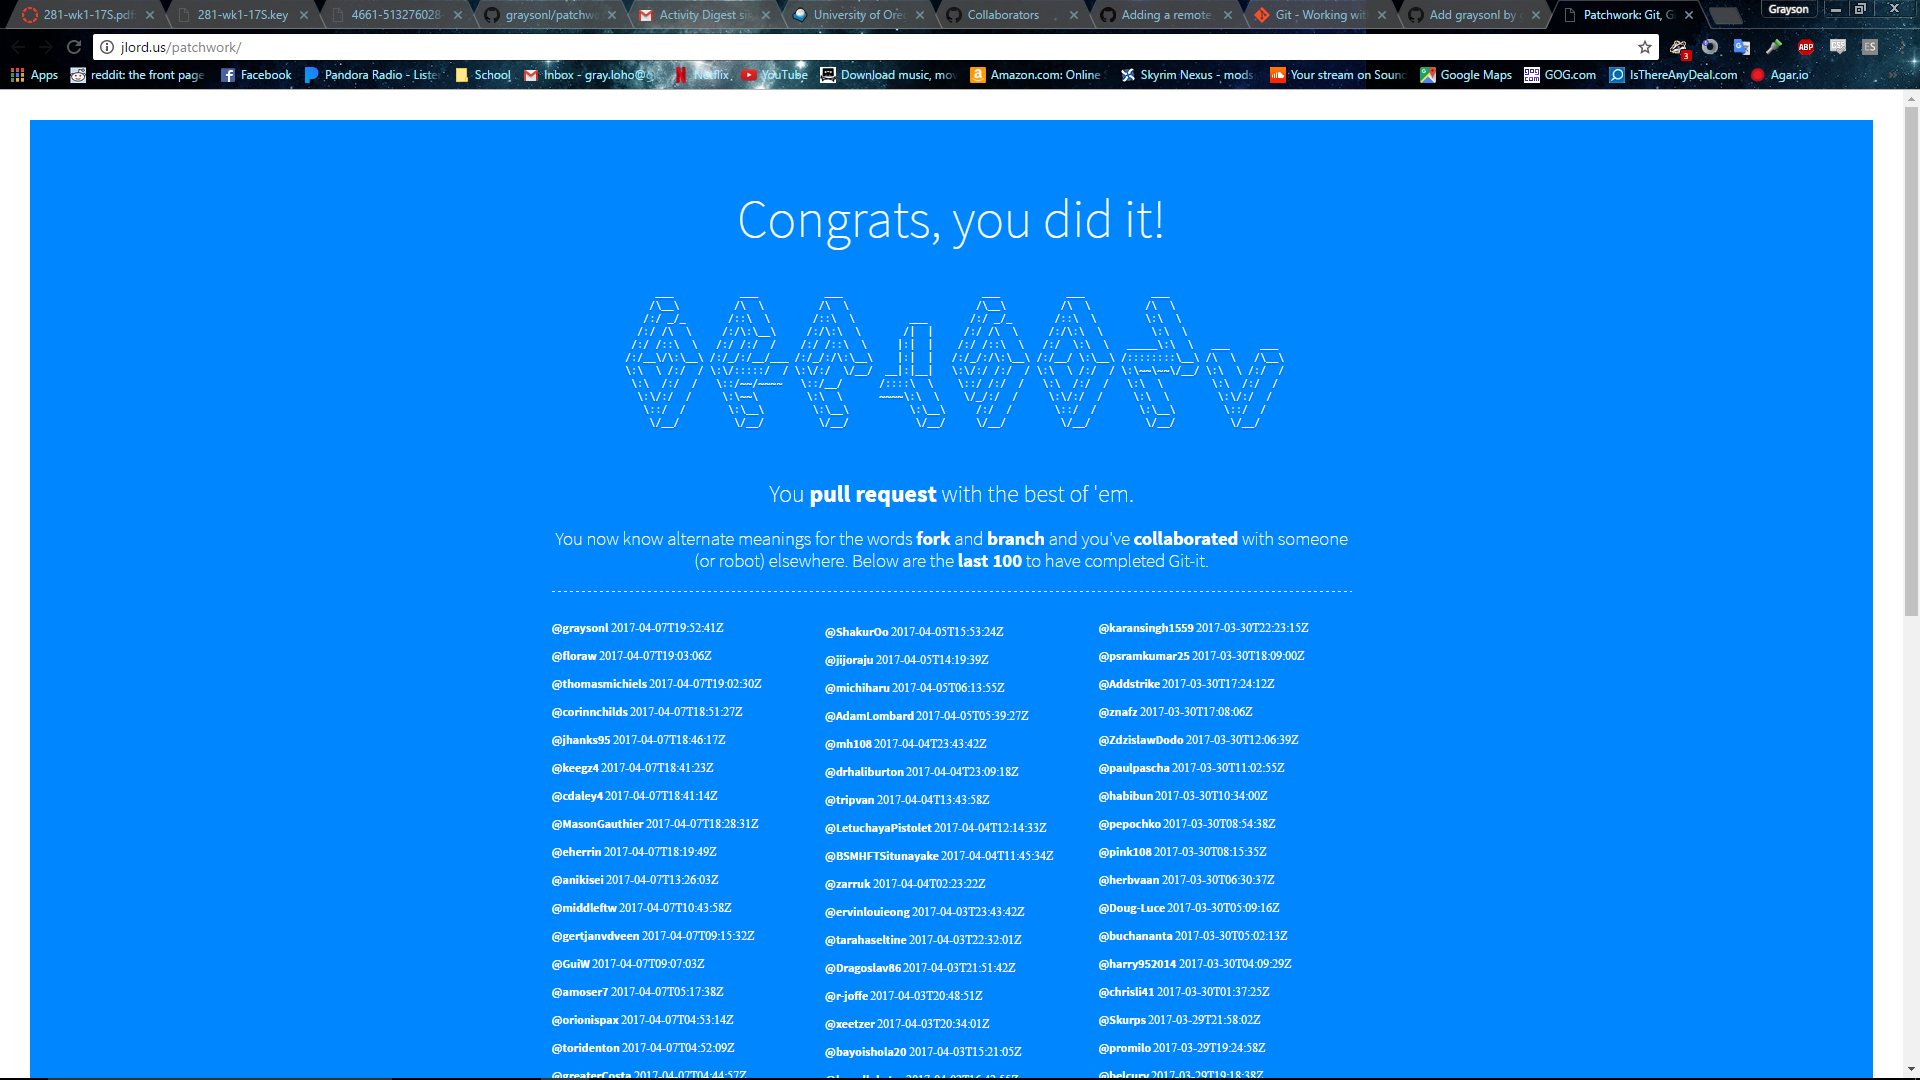 281-wk1-17S.pdf
281-wk1-17S.key
4661-513276028-
graysonl/patchwo
Activity Digest
University of Ore
Collaborators
Adding a remote
Git - Working wit
Add graysonl by
Patchwork: Git, G
Grayson
jlord.us/patchwork/
3
ABP
ES
Apps
reddit: the front page
Facebook
Pandora Radio - Liste
School
Inbox - gray.loho@
Netflix
YouTube
Download music, mov
Amazon.com: Online
Skyrim Nexus - mods
Your stream on Soun
Google Maps
GOG.com
IsThereAnyDeal.com
Agar.io
Congrats, you did it!
You pull request with the best of 'em.
You now know alternate meanings for the words fork and branch and you've collaborated with someone
(or robot) elsewhere. Below are the last 100 to have completed Git-it.
@graysonl 2017-04-07T19:52:41Z
@floraw 2017-04-07T19:03:06Z
@thomasmichiels 2017-04-07T19:02:30Z
@corinnchilds 2017-04-07T18:51:27Z
@jhanks95 2017-04-07T18:46:17Z
@keegz4 2017-04-07T18:41:23Z
@cdaley4 2017-04-07T18:41:14Z
@MasonGauthier 2017-04-07T18:28:31Z
@eherrin 2017-04-07T18:19:49Z
@anikisei 2017-04-07T13:26:03Z
@middleftw 2017-04-07T10:43:58Z
@gertjanvdveen 2017-04-07T09:15:32Z
@GuiW 2017-04-07T09:07:03Z
@amoser7 2017-04-07T05:17:38Z
@orionispax 2017-04-07T04:53:14Z
@toridenton 2017-04-07T04:52:09Z
@greaterCosta 2017-04-07T04:44:57Z
@ShakurOo 2017-04-05T15:53:24Z
@jijoraju 2017-04-05T14:19:39Z
@michiharu 2017-04-05T06:13:55Z
@AdamLombard 2017-04-05T05:39:27Z
@mh108 2017-04-04T23:43:42Z
@drhaliburton 2017-04-04T23:09:18Z
@tripvan 2017-04-04T13:43:58Z
@LetuchayaPistolet 2017-04-04T12:14:33Z
@BSMHFTSitunayake 2017-04-04T11:45:34Z
@zarruk 2017-04-04T02:23:22Z
@ervinlouieong 2017-04-03T23:43:42Z
@tarahaseltine 2017-04-03T22:32:01Z
@Dragoslav86 2017-04-03T21:51:42Z
@r-joffe 2017-04-03T20:48:51Z
@xeetzer 2017-04-03T20:34:01Z
@bayoishola20 2017-04-03T15:21:05Z
@karansingh1559 2017-03-30T22:23:15Z
@psramkumar25 2017-03-30T18:09:00Z
@Addstrike 2017-03-30T17:24:12Z
@znafz 2017-03-30T17:08:06Z
@ZdzislawDodo 2017-03-30T12:06:39Z
@paulpascha 2017-03-30T11:02:55Z
@habibun 2017-03-30T10:34:00Z
@pepochko 2017-03-30T08:54:38Z
@pink108 2017-03-30T08:15:35Z
@herbvaan 2017-03-30T06:30:37Z
@Doug-Luce 2017-03-30T05:09:16Z
@buchananta 2017-03-30T05:02:13Z
@harry952014 2017-03-30T04:09:29Z
@chrisli41 2017-03-30T01:37:25Z
@Skurps 2017-03-29T21:58:02Z
@promilo 2017-03-29T19:24:58Z
@belcurv 2017-03-29T19:18:38Z